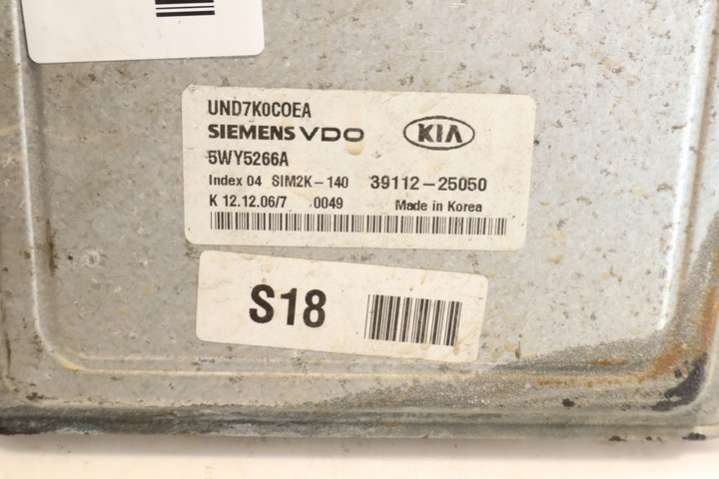 UND7K0COEA
SIEMENS VDO KIA
5WY5266A
Index 04 SIM2K-140 39112-25050
K 12.12.06/7 0049 Made in Korea
S18